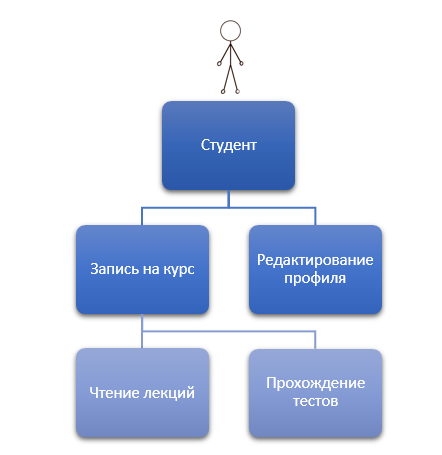 Студент
Запись на курс
Редактирование
профиля
Чтение лекций
Прохождение
тестов